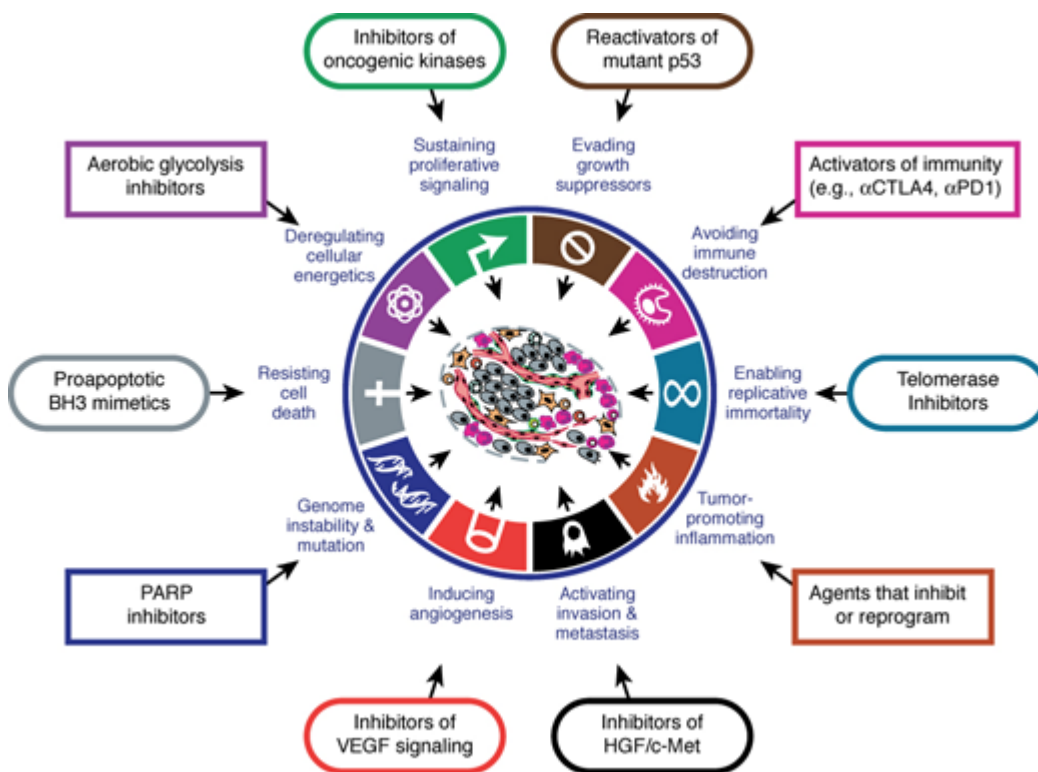 Inhibitors of
oncogenic kinases
Reactivators of
mutant p53
Sustaining
proliferative
signaling
Evading
growth
suppressors
Aerobic glycolysis
inhibitors
Activators of immunity
(e.g., αCTLA4, αPD1)
Deregulating
cellular
energetics
Avoiding
immune
destruction
Proapoptotic
BH3 mimetics
Resisting
cell
death
Enabling
replicative
immortality
Telomerase
Inhibitors
Genome
instability &
mutation
Tumor-
promoting
inflammation
PARP
inhibitors
Inducing
angiogenesis
Activating
invasion &
metastasis
Agents that inhibit
or reprogram
Inhibitors of
VEGF signaling
Inhibitors of
HGF/c-Met